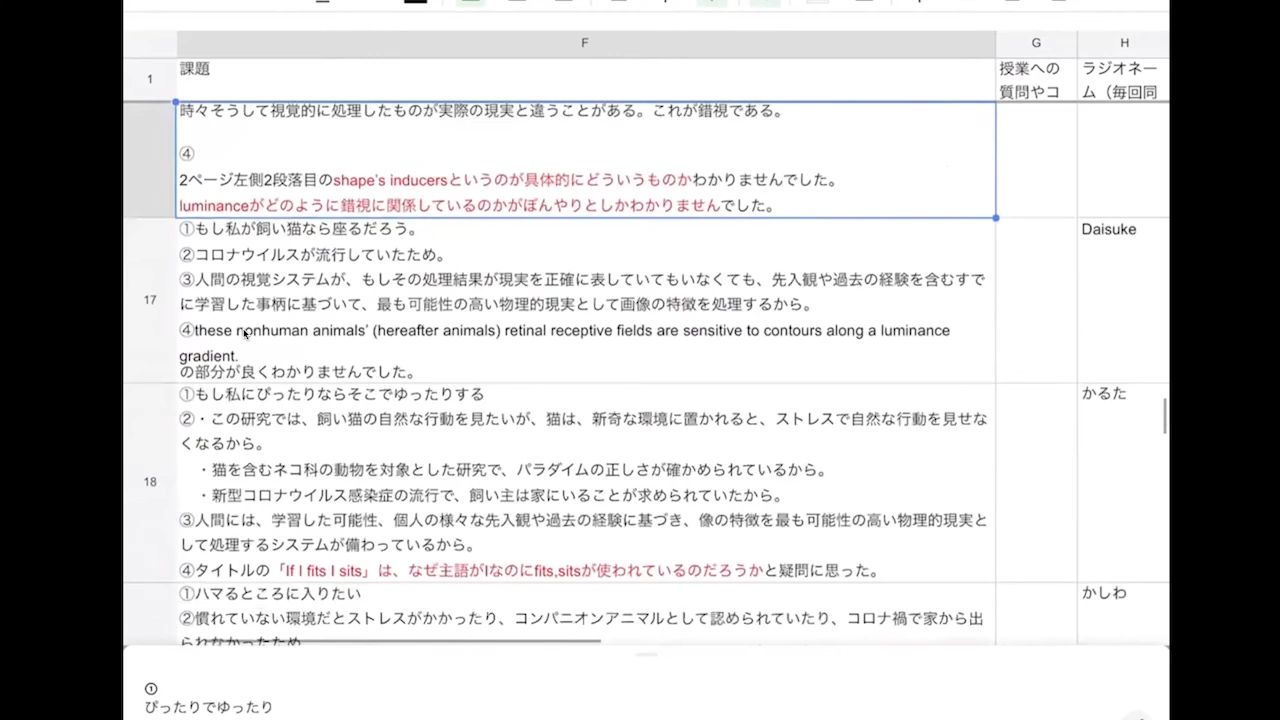 F
G
H
1
課題
授業への
質問やコ
ラジオネー
ム（毎回同
時々そうして視覚的に処理したものが実際の現実と違うことがある。これが錯視である。
④
2ページ左側2段落目のshape's inducersというのが具体的にどういうものかわかりませんでした。
luminanceがどのように錯視に関係しているのかがぼんやりとしかわかりませんでした。
17
①もし私が飼い猫なら座るだろう。
②コロナウイルスが流行していたため。
③人間の視覚システムが、もしその処理結果が現実を正確に表していてもいなくても、先入観や過去の経験を含むすで
に学習した事柄に基づいて、最も可能性の高い物理的現実として画像の特徴を処理するから。
④these nonhuman animals' (hereafter animals) retinal receptive fields are sensitive to contours along a luminance
gradient.
の部分が良くわかりませんでした。
Daisuke
18
①もし私にぴったりならそこでゆったりする
②・この研究では、飼い猫の自然な行動を見たいが、猫は、新奇な環境に置かれると、ストレスで自然な行動を見せな
くなるから。
・猫を含むネコ科の動物を対象とした研究で、パラダイムの正しさが確かめられているから。
・新型コロナウイルス感染症の流行で、飼い主は家にいることが求められていたから。
③人間には、学習した可能性、個人の様々な先入観や過去の経験に基づき、像の特徴を最も可能性の高い物理的現実と
して処理するシステムが備わっているから。
④タイトルの「If I fits I sits」は、なぜ主語がIなのにfits,sitsが使われているのだろうかと疑問に思った。
かるた
①ハマるところに入りたい
②慣れていない環境だとストレスがかかったり、コンパニオンアニマルとして認められていたり、コロナ禍で家から出
られなかったため
かしわ
①
ぴったりでゆったり